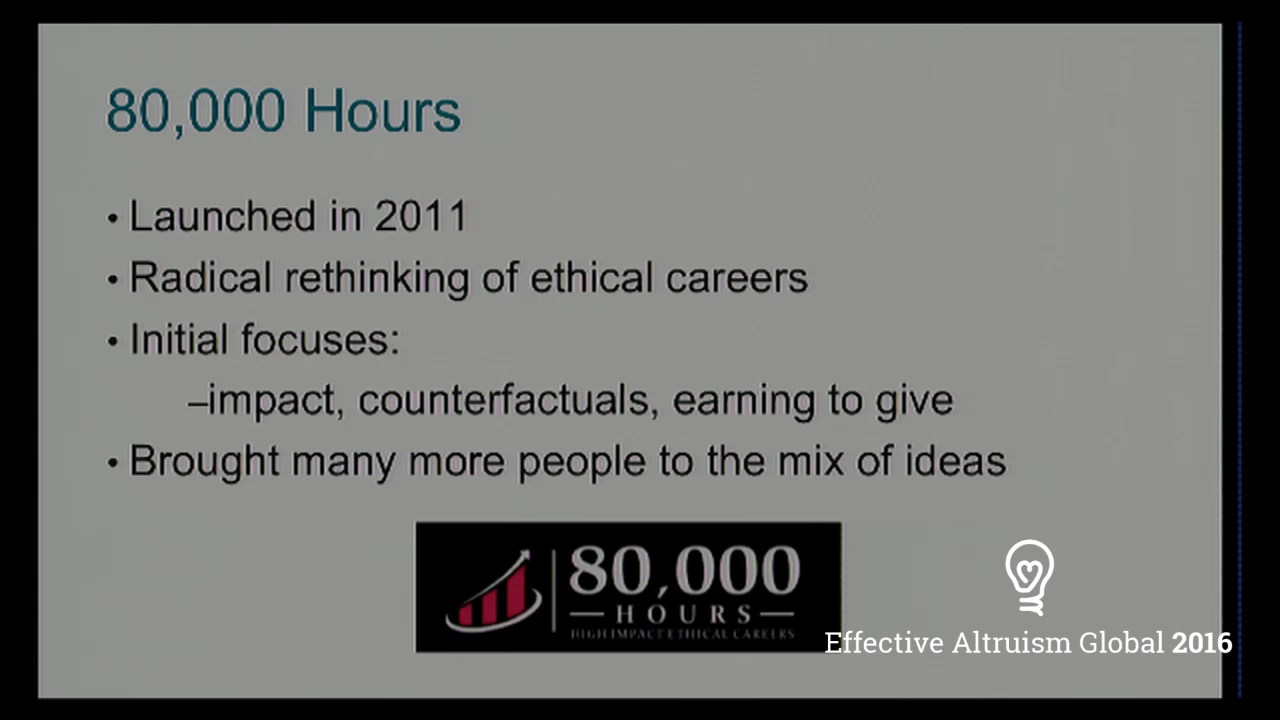 80,000 Hours
• Launched in 2011
• Radical rethinking of ethical careers
• Initial focuses:
–impact, counterfactuals, earning to give
• Brought many more people to the mix of ideas
80,000
HOURS
HIGH IMPACT ETHICAL CAREERS
Effective Altruism Global 2016